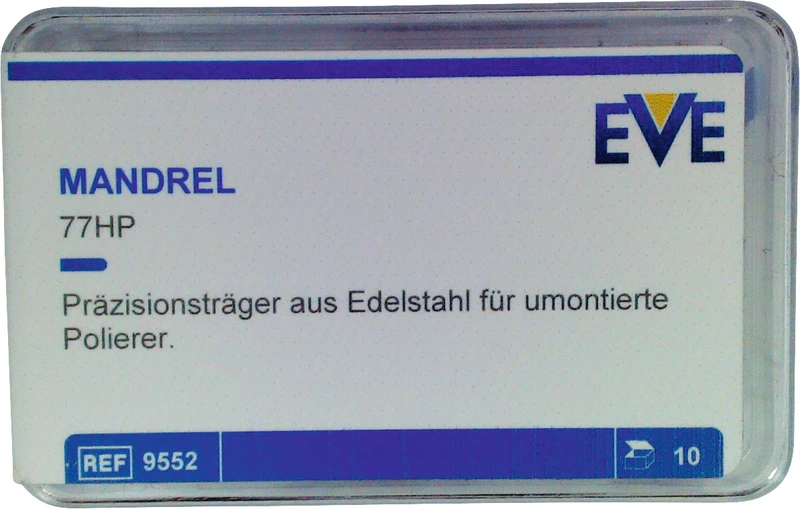 EVE
MANDREL
77HP
Präzisionsträger aus Edelstahl für umontierte
Polierer.
REF 9552
10